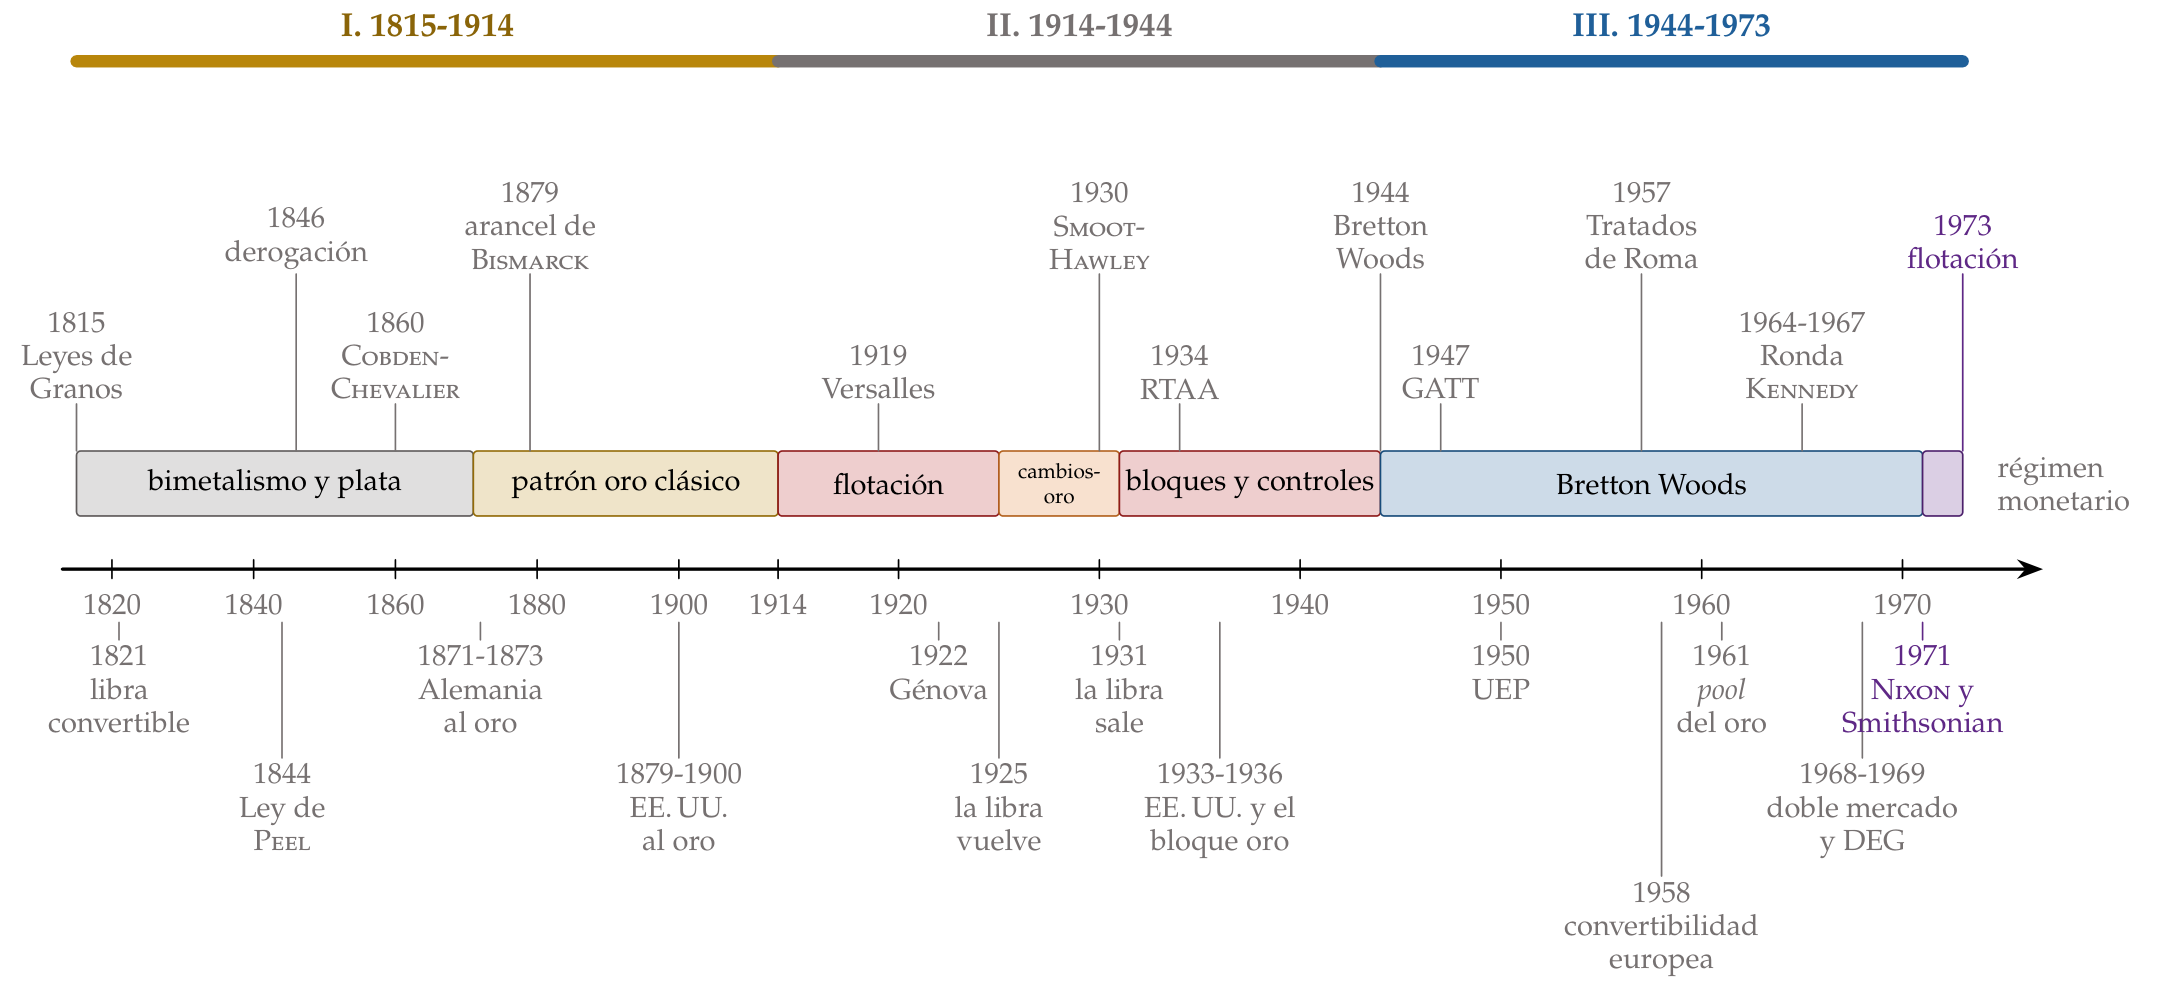 I. 1815-1914
II. 1914-1944
III. 1944-1973
1815
Leyes de
Granos
1846
derogación
1860
COBDEN-
CHEVALIER
1879
arancel de
BISMARCK
1919
Versalles
1930
SMOOT-
HAWLEY
1934
RTAA
1944
Bretton
Woods
1947
GATT
1957
Tratados
de Roma
1964-1967
Ronda
KENNEDY
1973
flotación
bimetalismo y plata
patrón oro clásico
flotación
cambios-
oro
bloques y controles
Bretton Woods
régimen
monetario
1820
1840
1860
1880
1900
1914
1920
1930
1940
1950
1960
1970
1821
libra
convertible
1844
Ley de
PEEL
1871-1873
Alemania
al oro
1879-1900
EE. UU.
al oro
1922
Génova
1925
la libra
vuelve
1931
la libra
sale
1933-1936
EE. UU. y el
bloque oro
1950
UEP
1958
convertibilidad
europea
1961
pool
del oro
1968-1969
doble mercado
y DEG
1971
NIXON y
Smithsonian